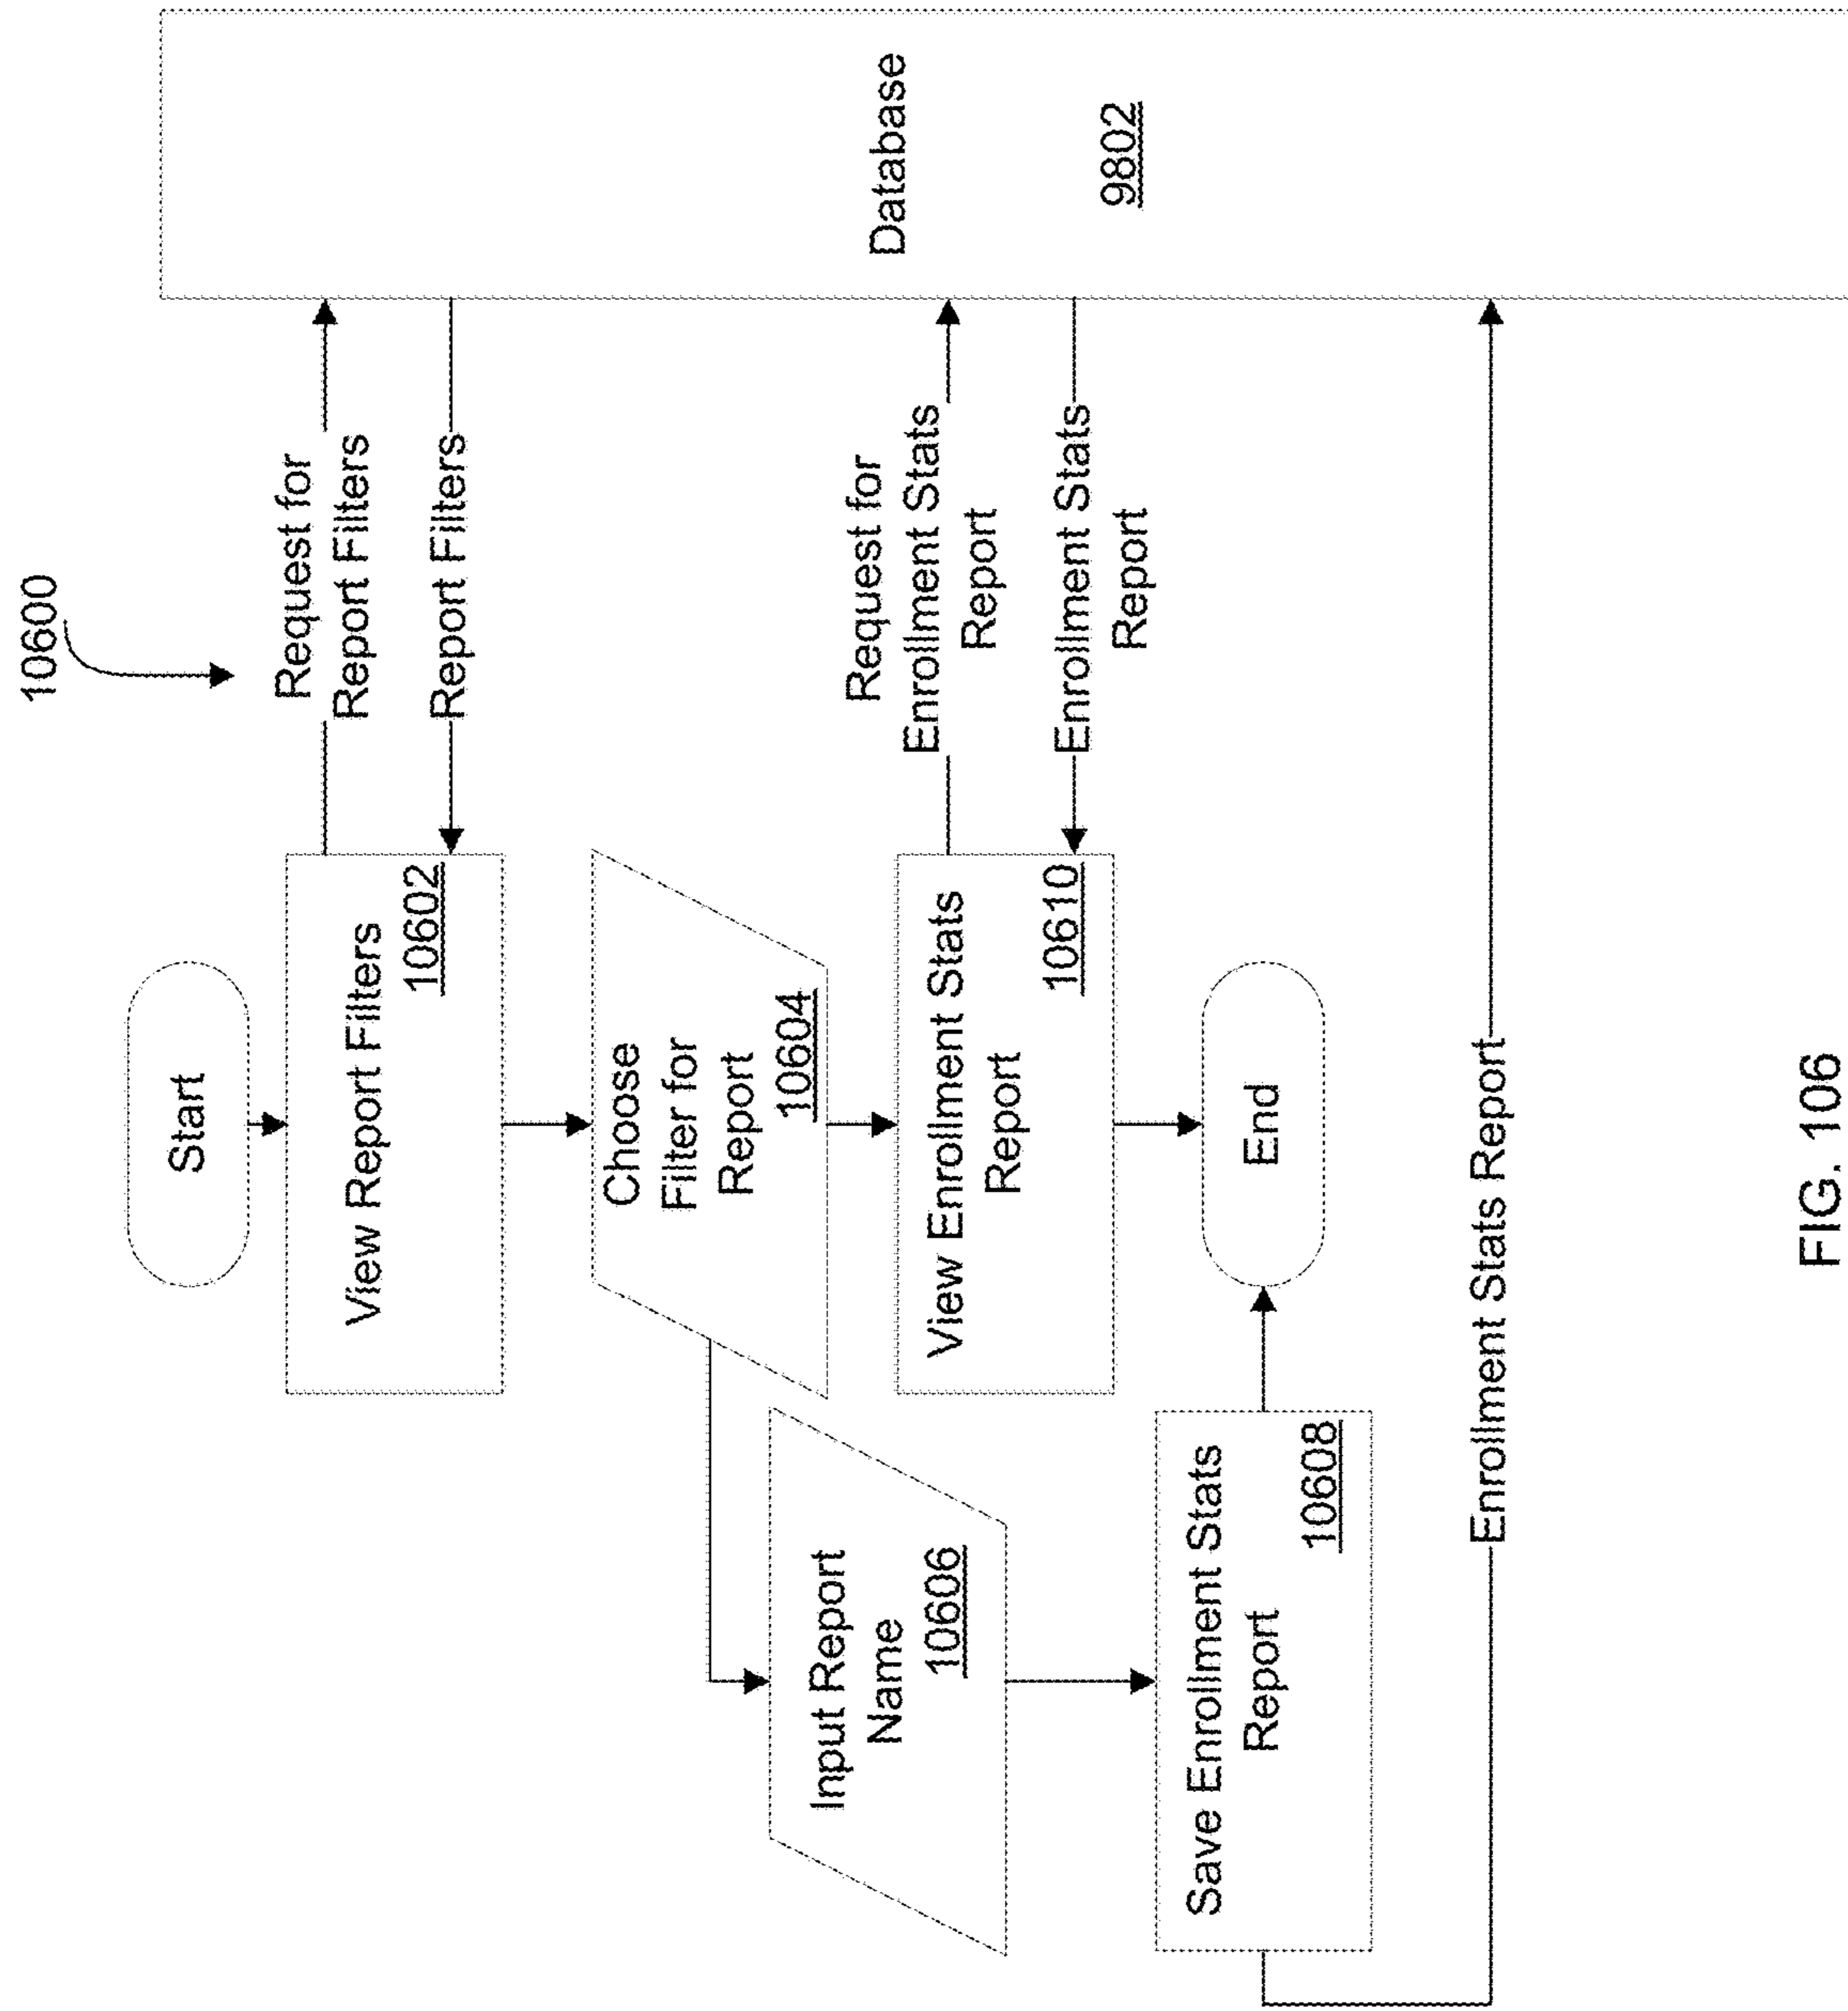 10600
Start
View Report Filters
10602
Request for
Report Filters
Report Filters
Choose
Filter for
Report
10604
Input Report
Name
10606
View Enrollment Stats
Report
10610
Request for
Enrollment Stats
Report
Enrollment Stats
Report
Save Enrollment Stats
Report
10608
End
Enrollment Stats Report
Database
9802
FIG. 106